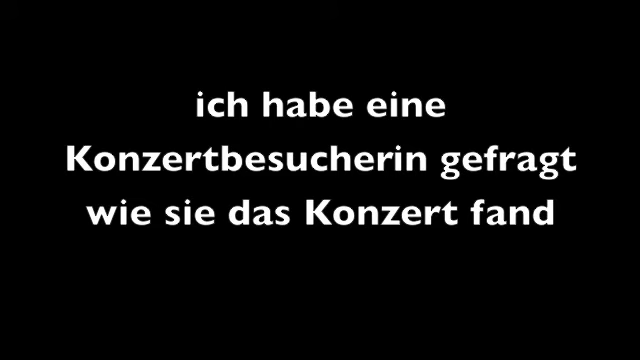 ich habe eine
Konzertbesucherin gefragt
wie sie das Konzert fand